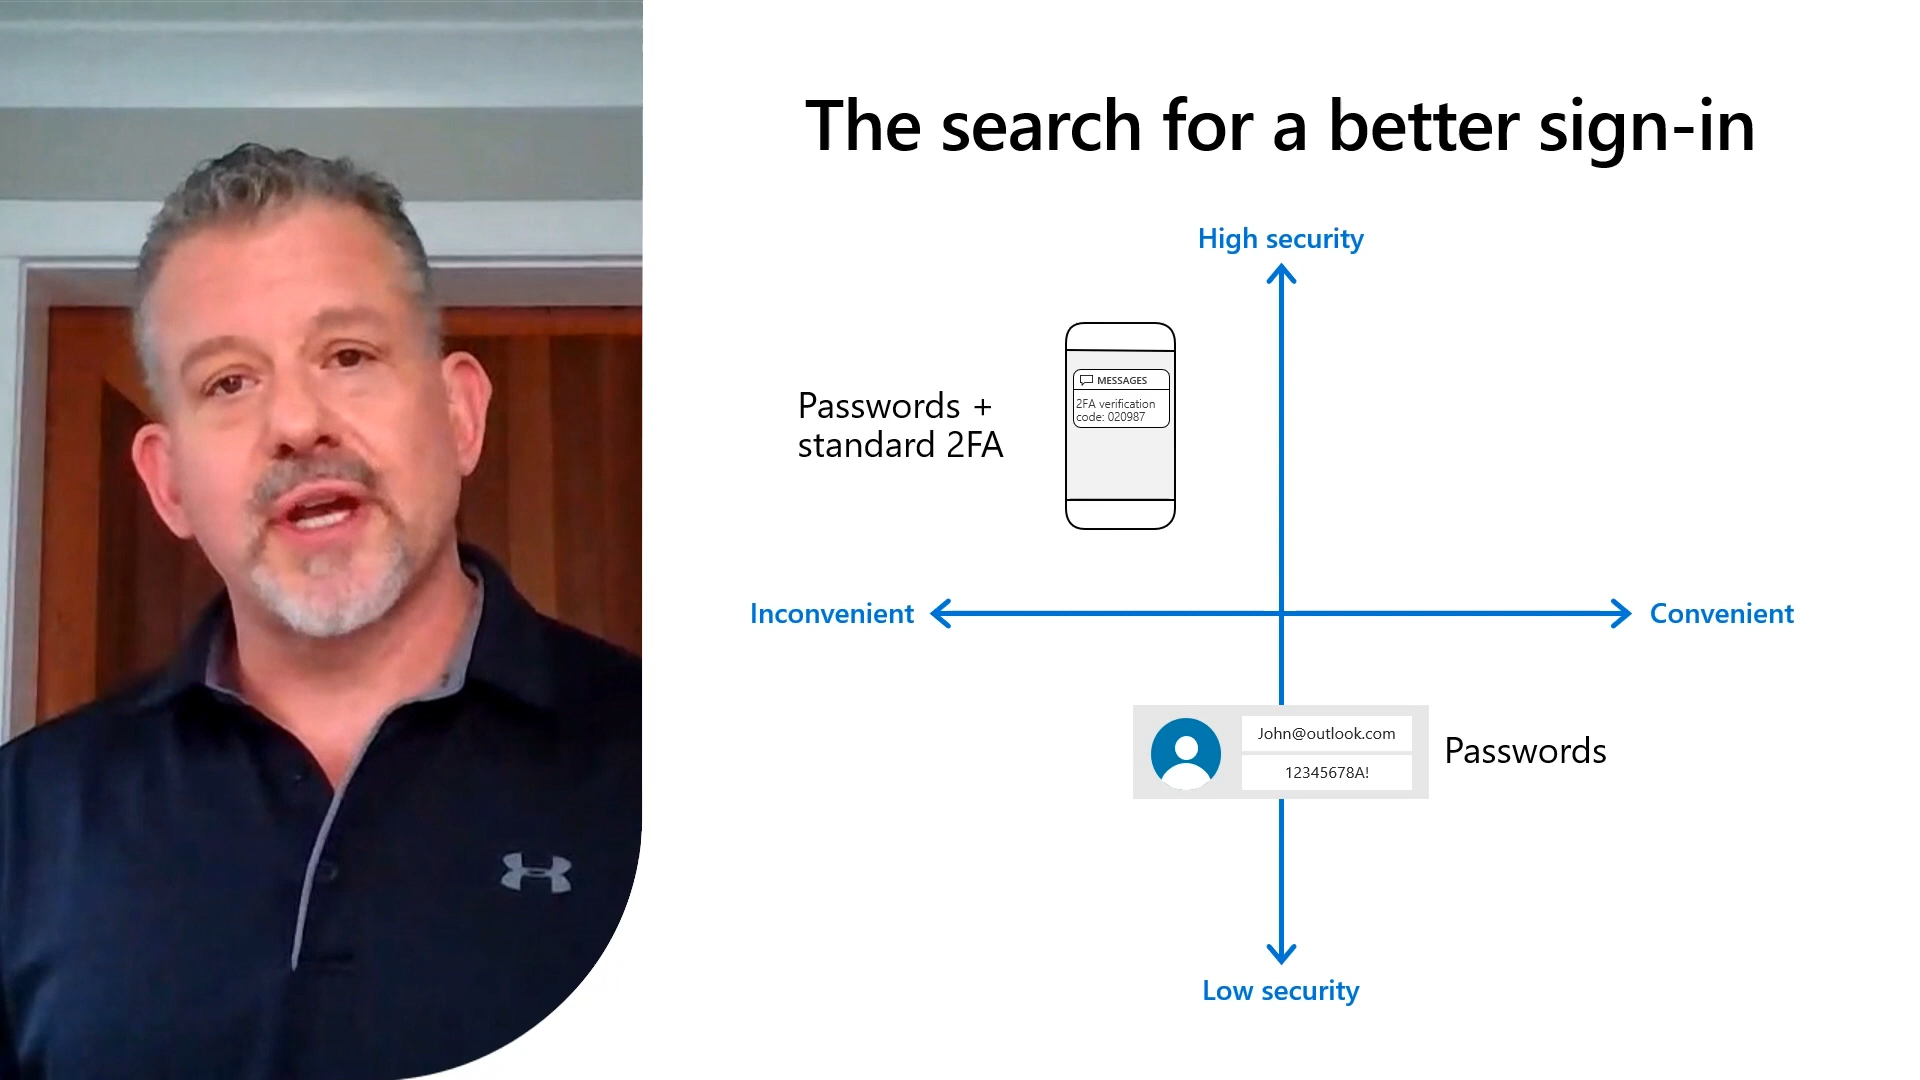 The search for a better sign-in
High security
Passwords +
standard 2FA
MESSAGES
2FA verification
code: 020987
Inconvenient
Convenient
John@outlook.com
12345678A!
Passwords
Low security